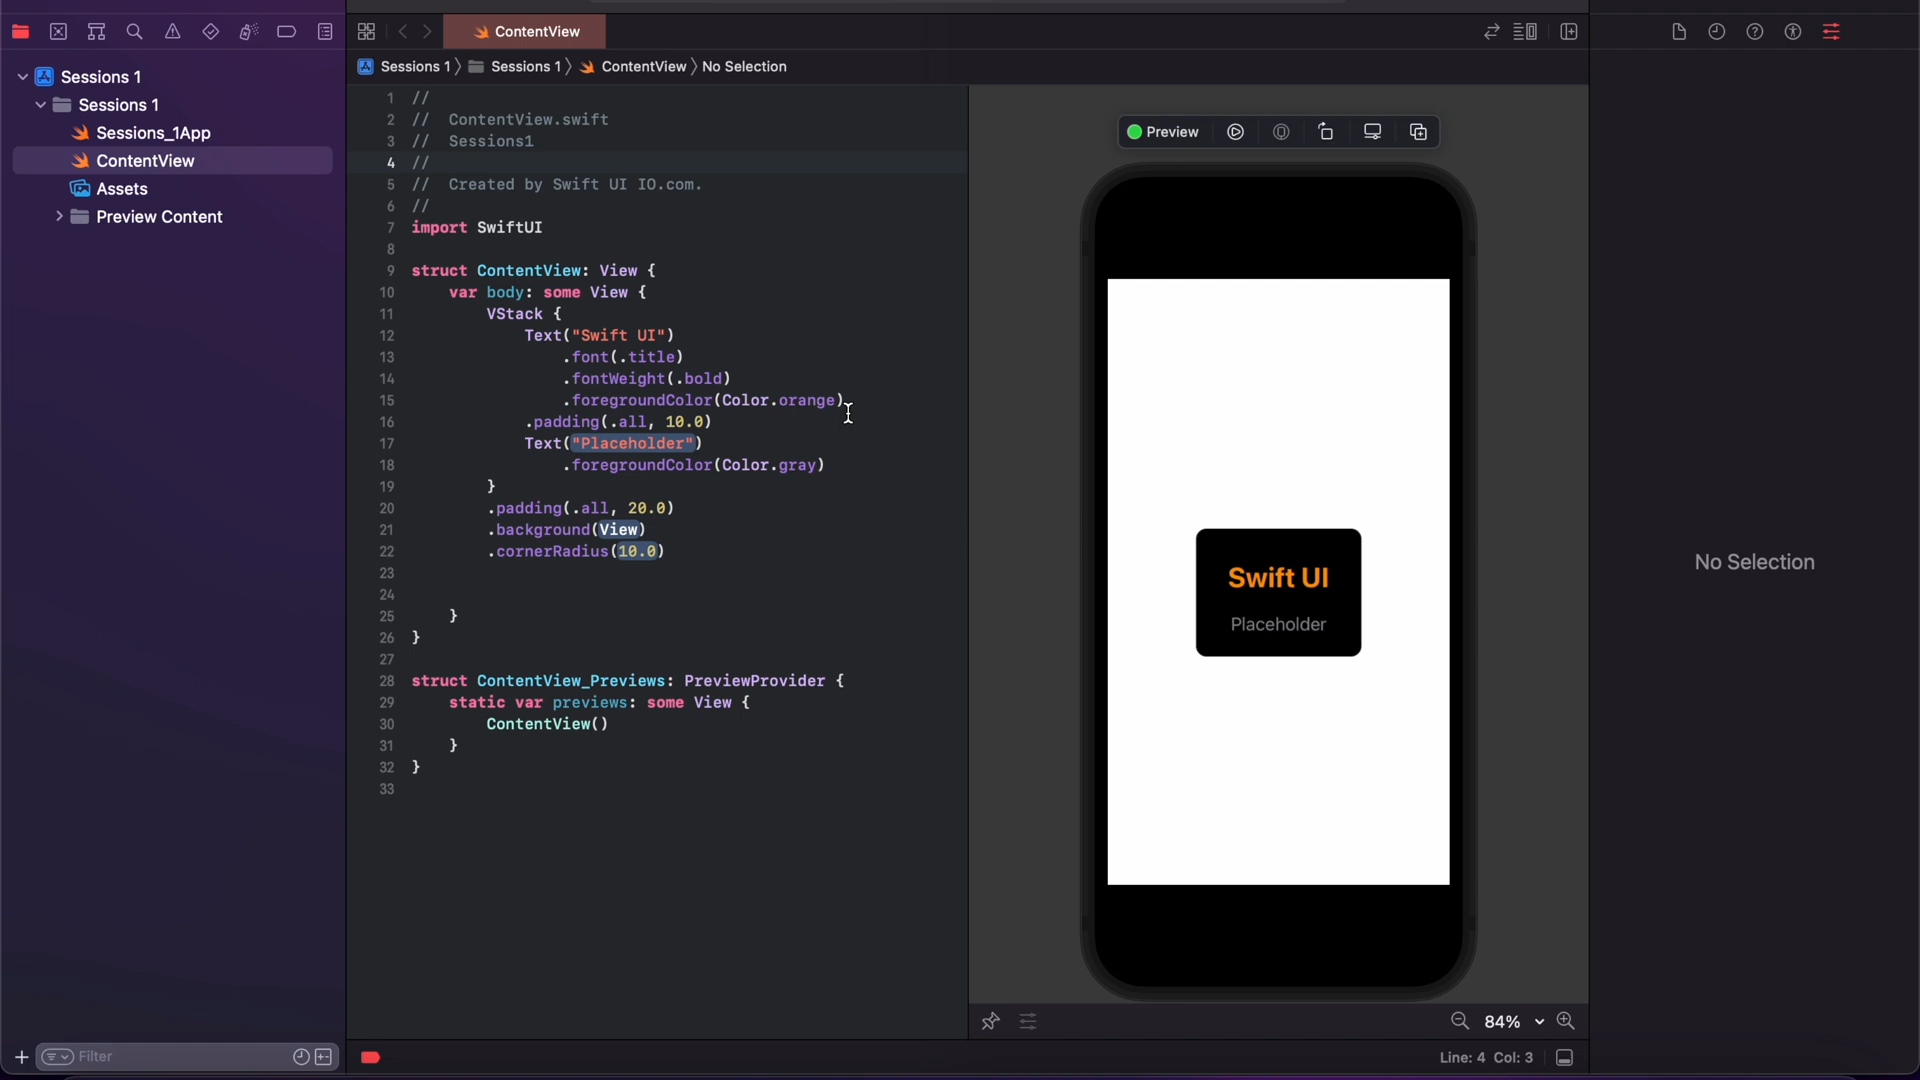 ContentView
Sessions 1
Sessions 1
Sessions_1App
ContentView
Assets
Preview Content
Filter
Sessions 1 〉 Sessions 1 〉 ContentView 〉 No Selection
1 //
2 //  ContentView.swift
3 //  Sessions1
4 //
5 //  Created by Swift UI IO.com.
6 //
7 import SwiftUI
8
9 struct ContentView: View {
10     var body: some View {
11         VStack {
12             Text("Swift UI")
13                 .font(.title)
14                 .fontWeight(.bold)
15                 .foregroundColor(Color.orange)
16             .padding(.all, 10.0)
17             Text("Placeholder")
18                 .foregroundColor(Color.gray)
19         }
20         .padding(.all, 20.0)
21         .background(View)
22         .cornerRadius(10.0)
23
24
25     }
26 }
27
28 struct ContentView_Previews: PreviewProvider {
29     static var previews: some View {
30         ContentView()
31     }
32 }
33
Preview
Swift UI
Placeholder
84%
Line: 4 Col: 3
No Selection